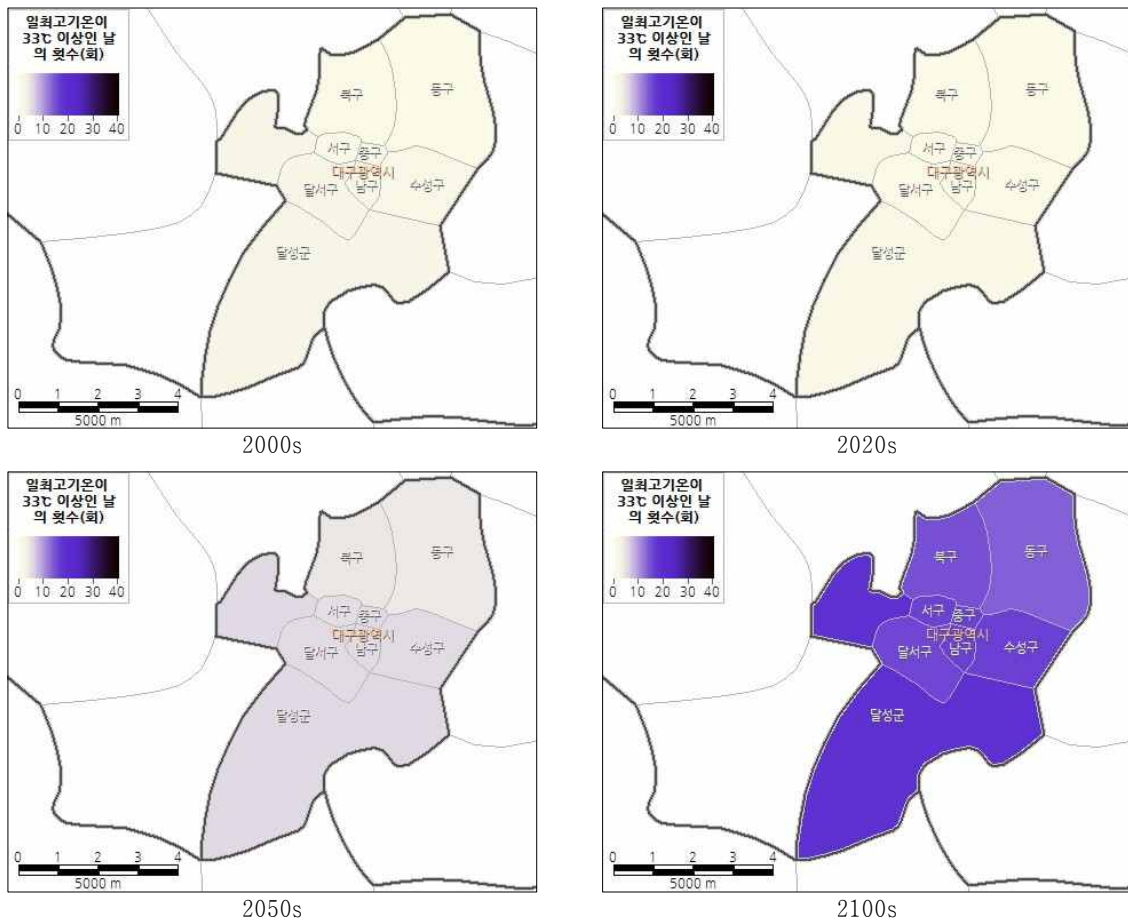 일최고기온이
33℃ 이상인 날
의 횟수(회)
0 10 20 30 40
북구
동구
서구
중구
대구광역시
달서구
남구
수성구
달성군
0 1 2 3 4
5000 m
2000s
일최고기온이
33℃ 이상인 날
의 횟수(회)
0 10 20 30 40
북구
동구
서구
중구
대구광역시
달서구
남구
수성구
달성군
0 1 2 3 4
5000 m
2020s
일최고기온이
33℃ 이상인 날
의 횟수(회)
0 10 20 30 40
북구
동구
서구
중구
대구광역시
달서구
남구
수성구
달성군
0 1 2 3 4
5000 m
2050s
일최고기온이
33℃ 이상인 날
의 횟수(회)
0 10 20 30 40
북구
동구
서구
중구
대구광역시
달서구
남구
수성구
달성군
0 1 2 3 4
5000 m
2100s